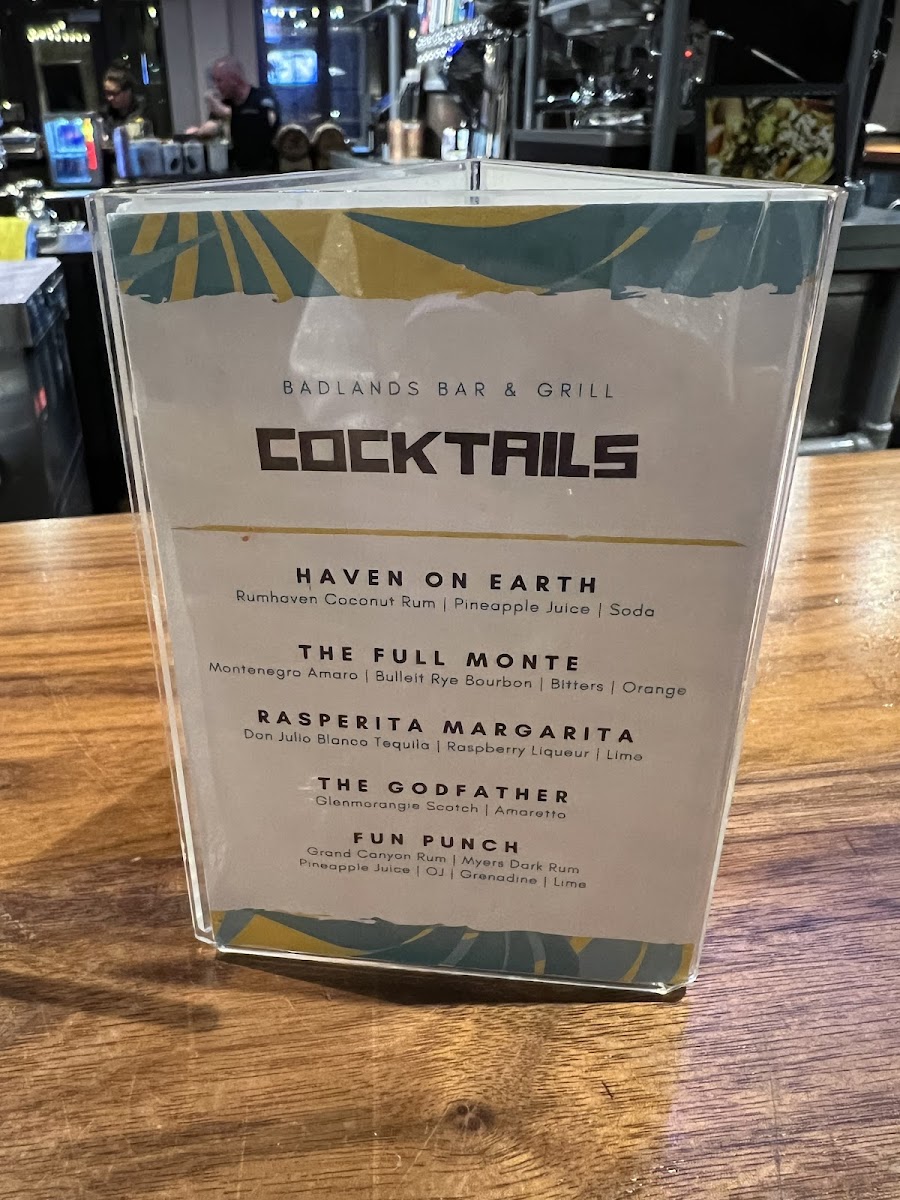 BADLANDS BAR & GRILL
COCKTAILS
HAVEN ON EARTH
Rumhaven Coconut Rum | Pineapple Juice | Soda
THE FULL MONTE
Montenegro Amaro | Bulleit Rye Bourbon | Bitters | Orange
RASPERITA MARGARITA
Don Julio Blanco Tequila | Raspberry Liqueur | Lime
THE GODFATHER
Glenmorangie Scotch | Amaretto
FUN PUNCH
Grand Canyon Rum | Myers Dark Rum
Pineapple Juice | OJ | Grenadine | Lime